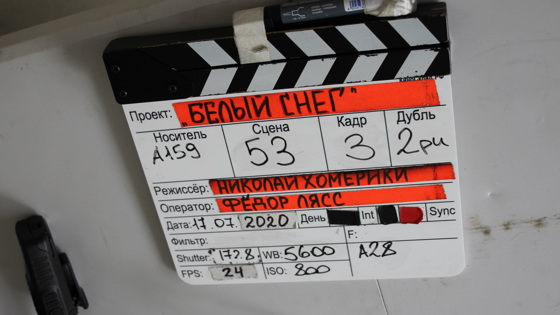 Проект: "БЕЛЫЙ СНЕГ"
Носитель Сцена Кадр Дубль
A159 53 3 2ри
Режиссёр: НИКОЛАЙ ХОМЕРИКИ
Оператор: ФЁДОР ЛЯСС
Дата: 17.07.2020 День Int Sync
Фильтр: F:
Shutter: 172.8 WB: 5600 A28
FPS: 24 ISO: 800